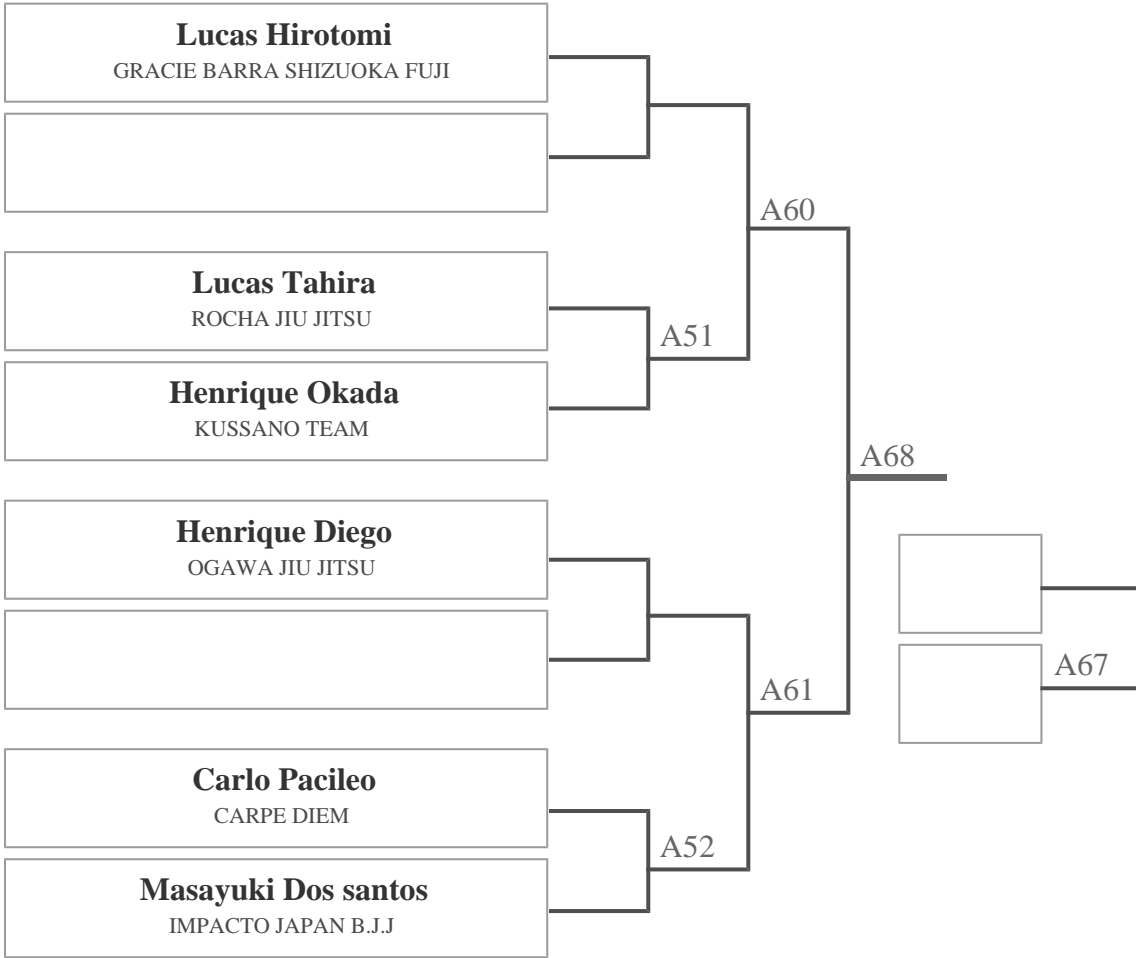 Lucas Hirotomi
GRACIE BARRA SHIZUOKA FUJI
A60
Lucas Tahira
ROCHA JIU JITSU
A51
Henrique Okada
KUSSANO TEAM
A68
Henrique Diego
OGAWA JIU JITSU
A67
A61
Carlo Pacileo
CARPE DIEM
A52
Masayuki Dos santos
IMPACTO JAPAN B.J.J